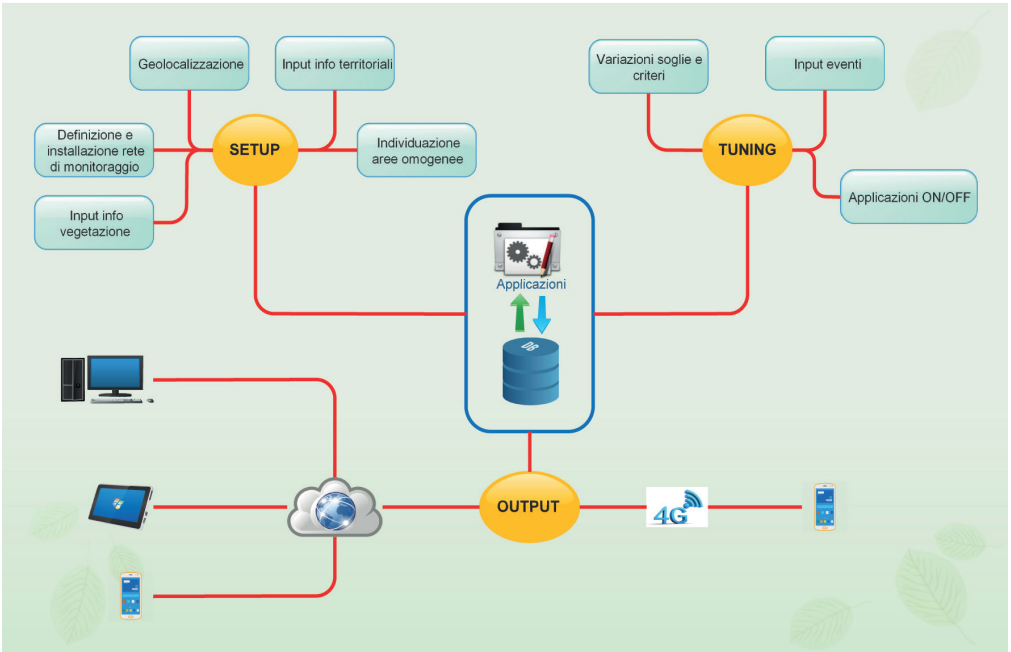 Geolocalizzazione
Input info territoriali
Definizione e
installazione rete
di monitoraggio
SETUP
Individuazione
aree omogenee
Input info
vegetazione
Variazioni soglie e
criteri
Input eventi
TUNING
Applicazioni ON/OFF
Applicazioni
DB
OUTPUT
4G